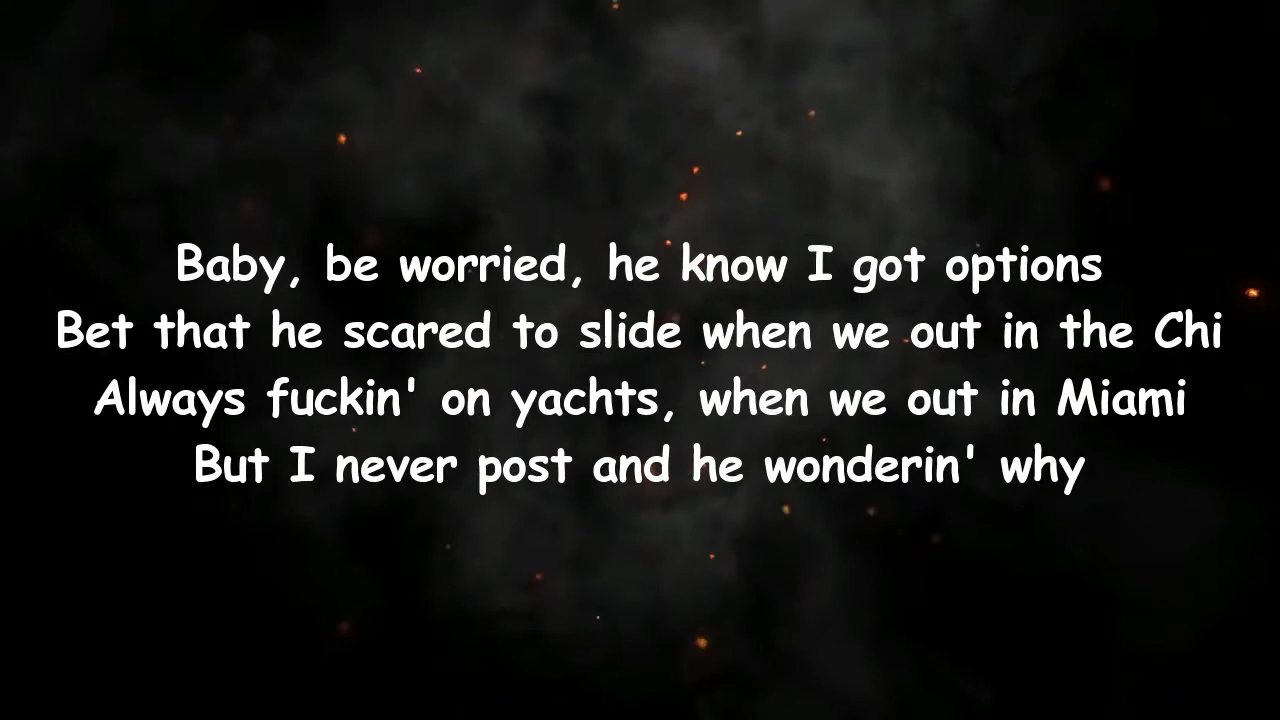 Baby, be worried, he know I got options
Bet that he scared to slide when we out in the Chi
Always fuckin' on yachts, when we out in Miami
But I never post and he wonderin' why